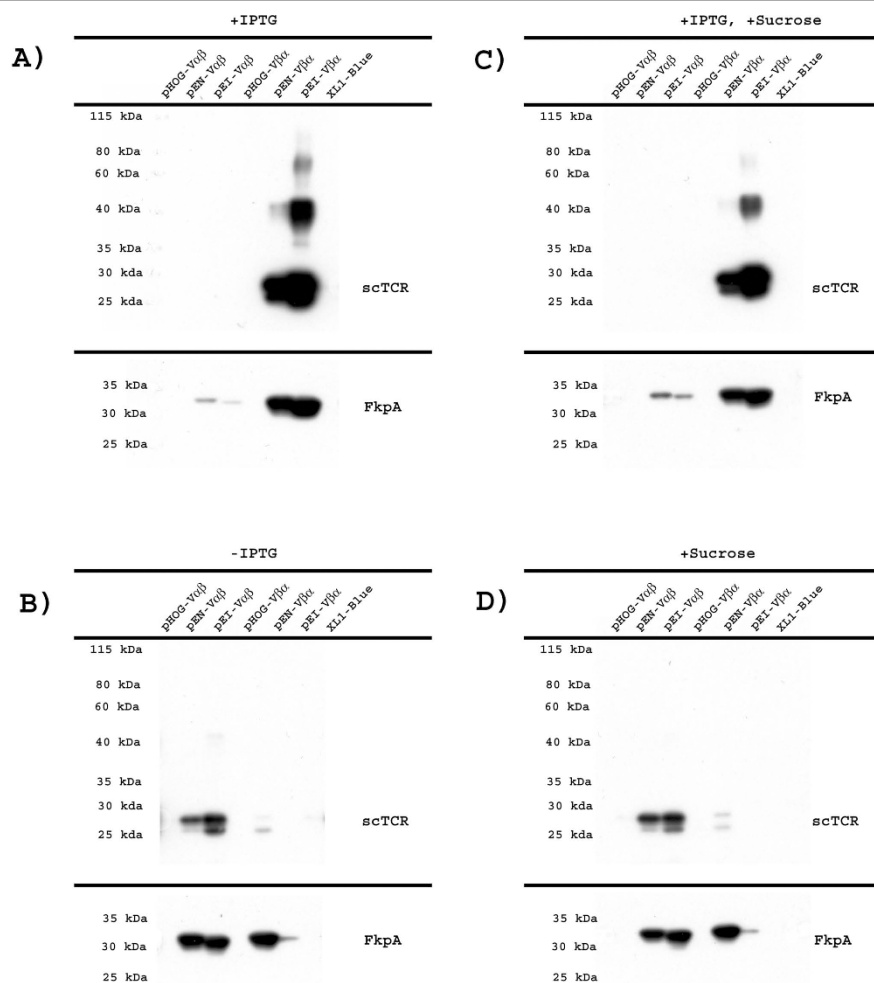 +IPTG
A)
pHOG-Vαβ
pEN-Vαβ
pEI-Vαβ
pHOG-Vβα
pEN-Vβα
pEI-Vβα
XL1-Blue
115 kDa
80 kDa
60 kDa
40 kDa
35 kDa
30 kda
25 kda
scTCR
35 kDa
30 kDa
25 kDa
FkpA
+IPTG, +Sucrose
C)
pHOG-Vαβ
pEN-Vαβ
pEI-Vαβ
pHOG-Vβα
pEN-Vβα
pEI-Vβα
XL1-Blue
115 kDa
80 kDa
60 kDa
40 kDa
35 kDa
30 kda
25 kda
scTCR
35 kDa
30 kDa
25 kDa
FkpA
-IPTG
B)
pHOG-Vαβ
pEN-Vαβ
pEI-Vαβ
pHOG-Vβα
pEN-Vβα
pEI-Vβα
XL1-Blue
115 kDa
80 kDa
60 kDa
40 kDa
35 kDa
30 kda
25 kda
scTCR
35 kDa
30 kDa
25 kDa
FkpA
+Sucrose
D)
pHOG-Vαβ
pEN-Vαβ
pEI-Vαβ
pHOG-Vβα
pEN-Vβα
pEI-Vβα
XL1-Blue
115 kDa
80 kDa
60 kDa
40 kDa
35 kDa
30 kda
25 kda
scTCR
35 kDa
30 kDa
25 kDa
FkpA